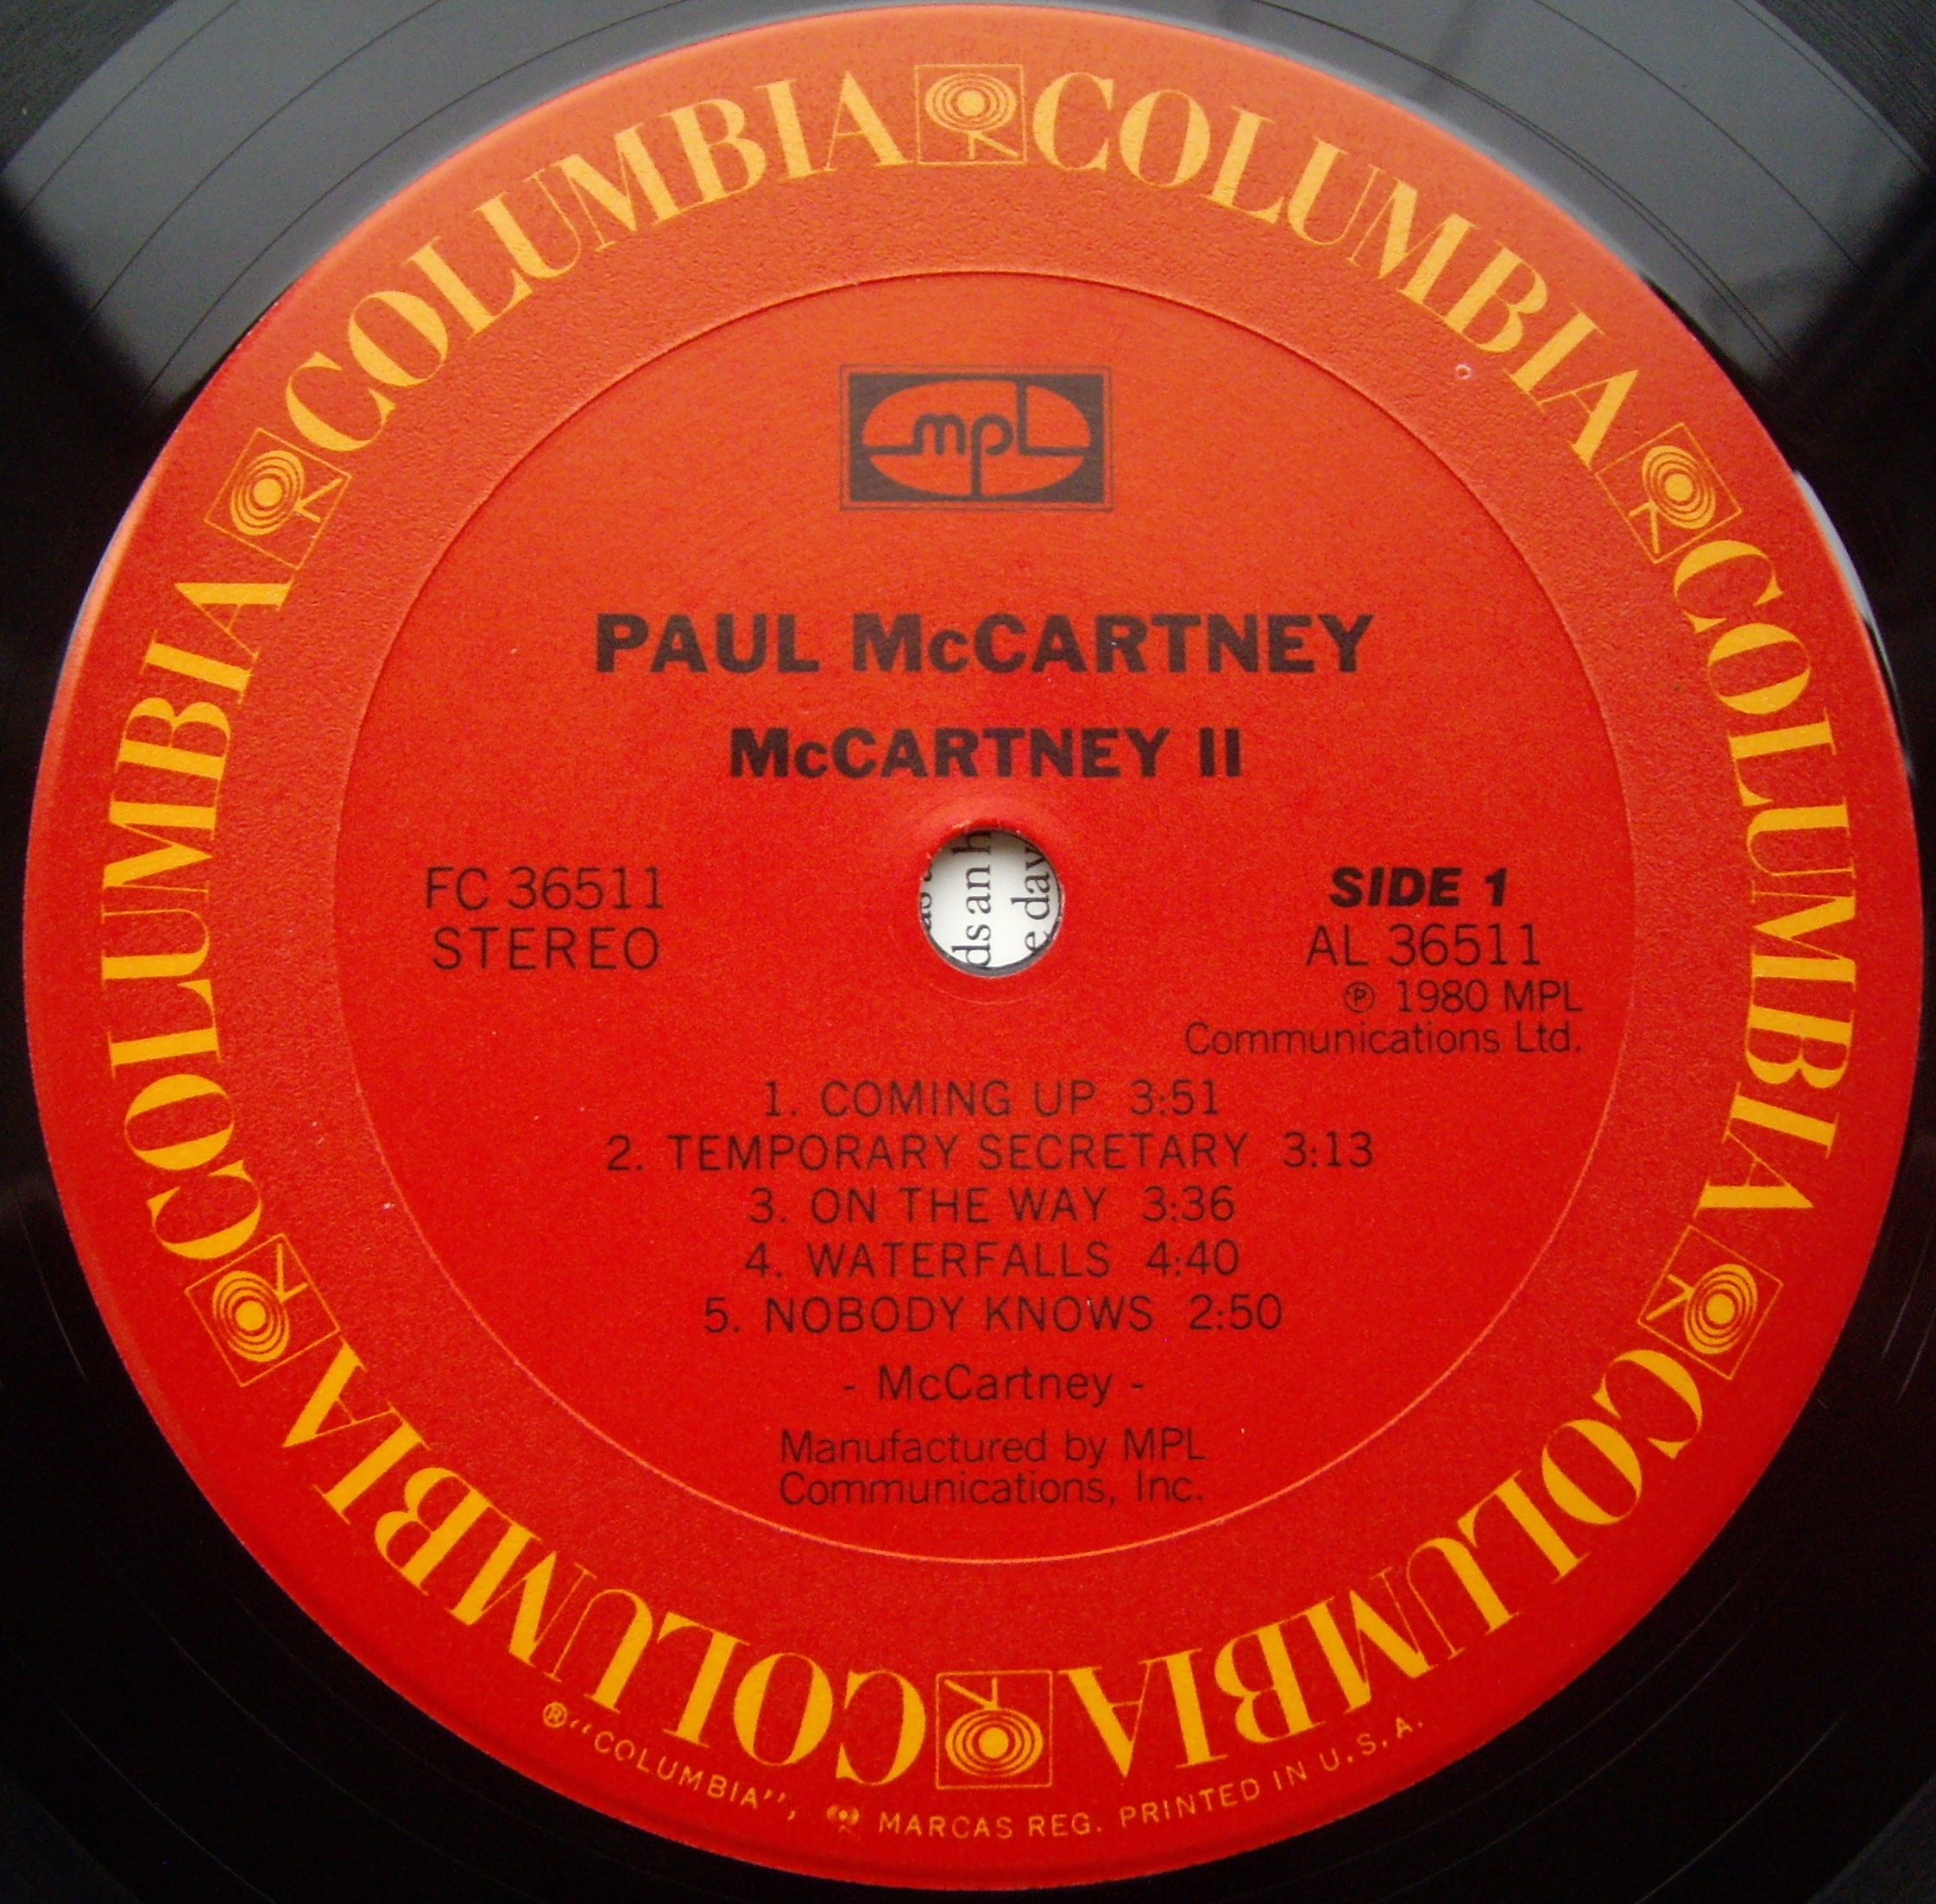 COLUMBIA COLUMBIA COLUMBIA COLUMBIA COLUMBIA COLUMBIA
mpl
PAUL McCARTNEY
McCARTNEY II
FC 36511
STEREO
SIDE 1
AL 36511
℗ 1980 MPL
Communications Ltd.
ds an h
e day
1. COMING UP 3:51
2. TEMPORARY SECRETARY 3:13
3. ON THE WAY 3:36
4. WATERFALLS 4:40
5. NOBODY KNOWS 2:50
- McCartney -
Manufactured by MPL
Communications, Inc.
®"COLUMBIA", MARCAS REG. PRINTED IN U.S.A.